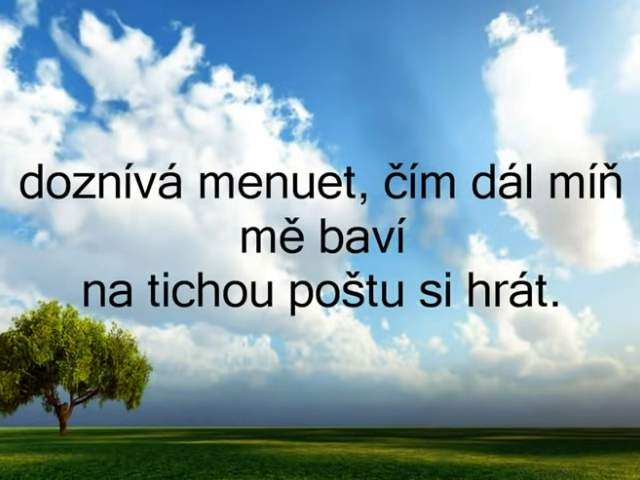 doznívá menuet, čím dál míň
mě baví
na tichou poštu si hrát.